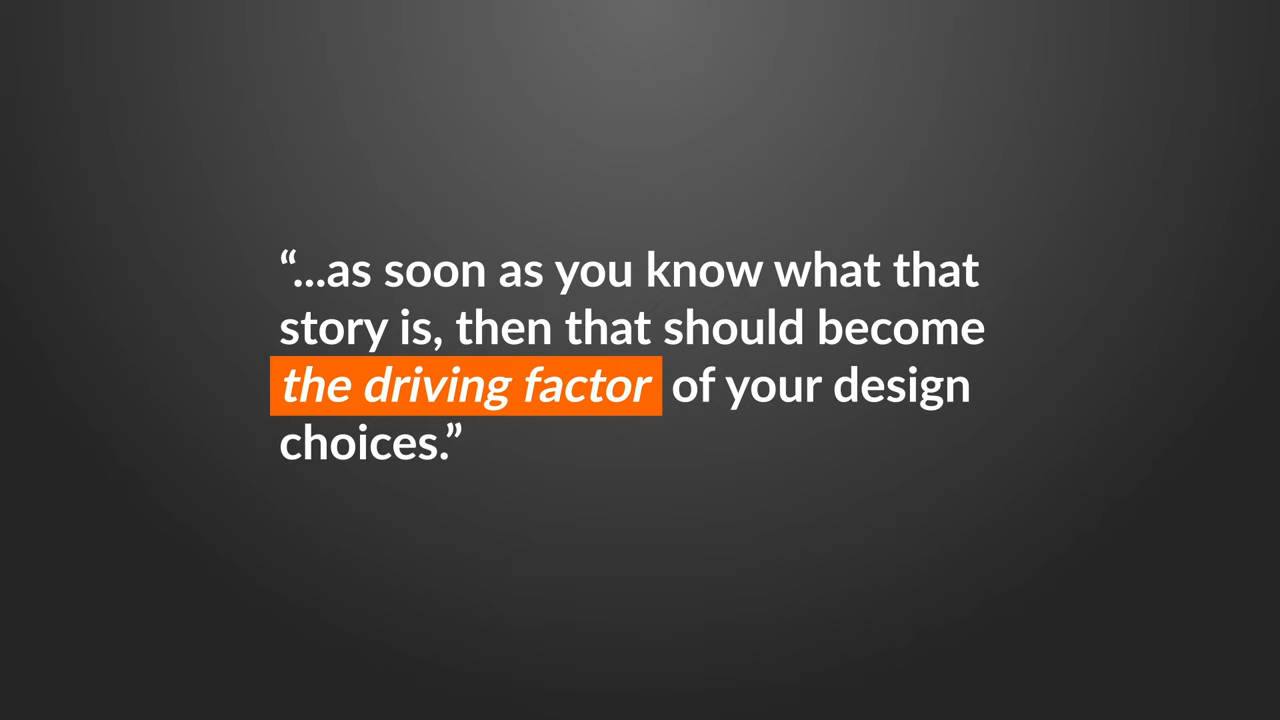 “...as soon as you know what that
story is, then that should become
the driving factor of your design
choices.”